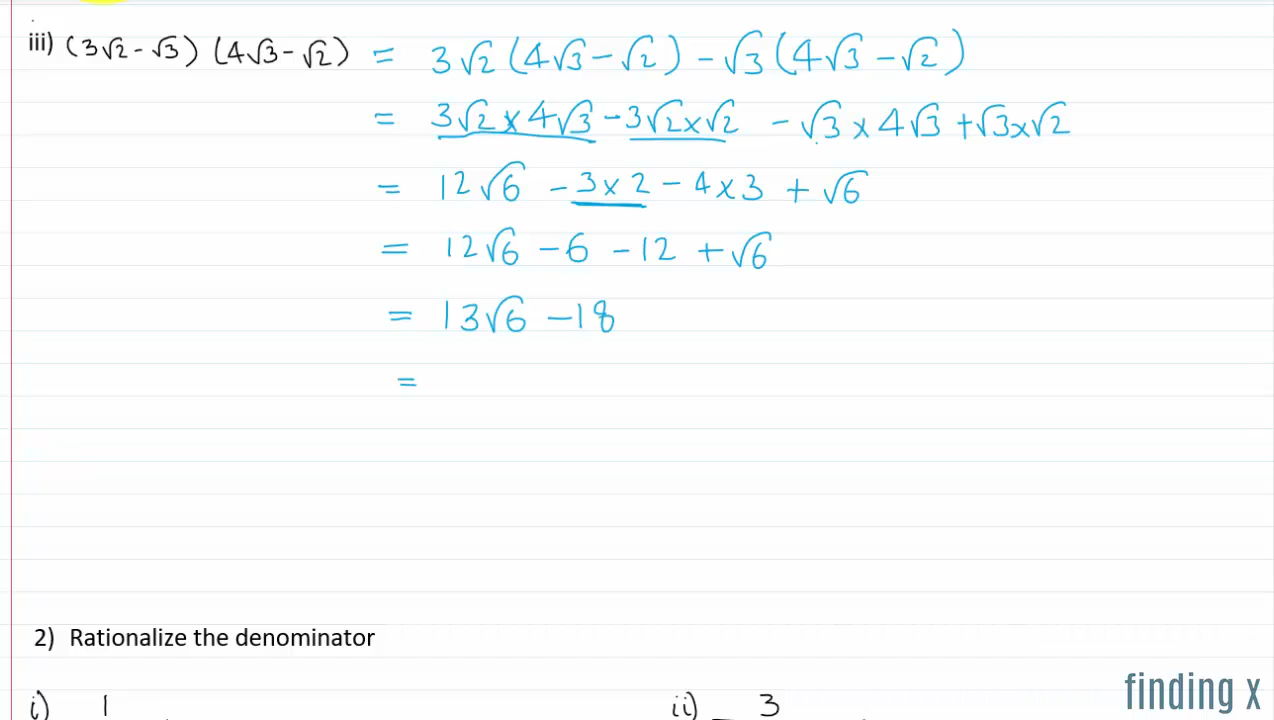 iii) (3√2 - √3) (4√3 - √2) = 3√2 (4√3 - √2) - √3 (4√3 - √2)
= 3√2 × 4√3 - 3√2 × √2 - √3 × 4√3 + √3 × √2
= 12√6 - 3 × 2 - 4 × 3 + √6
= 12√6 - 6 - 12 + √6
= 13√6 - 18
=
2) Rationalize the denominator
i) 1 ii) 3
finding x